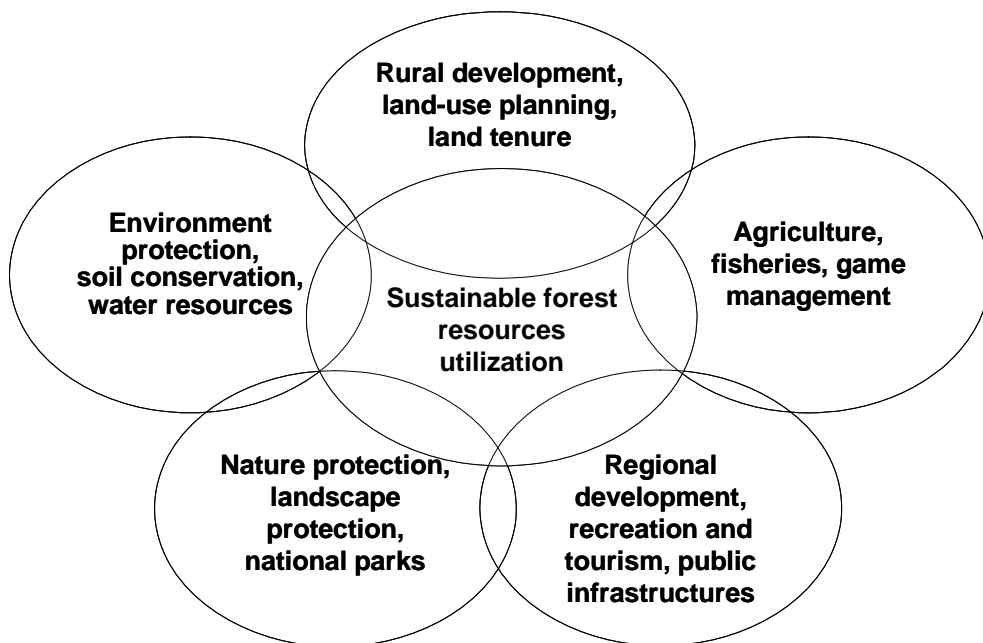 Rural development,
land-use planning,
land tenure
Environment
protection,
soil conservation,
water resources
Agriculture,
fisheries, game
management
Sustainable forest
resources
utilization
Nature protection,
landscape
protection,
national parks
Regional
development,
recreation and
tourism, public
infrastructures